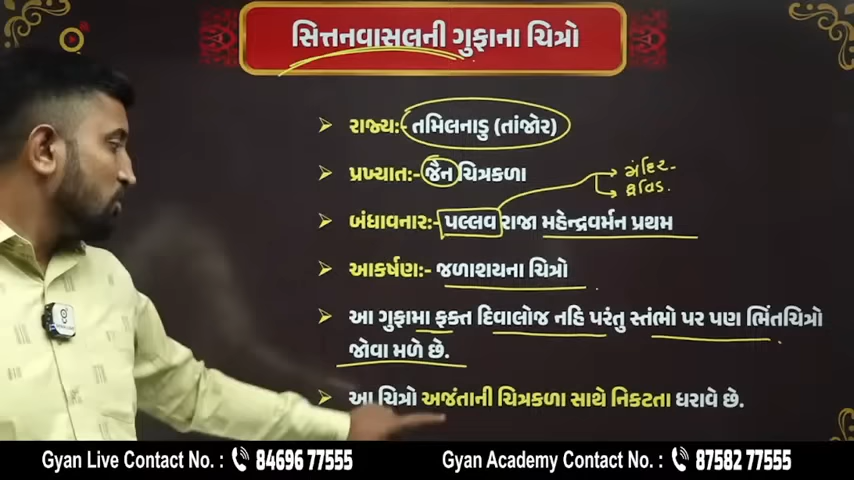 સિત્તનવાસલની ગુફાના ચિત્રો
રાજ્ય:- તમિલનાડુ (તાંજોર)
પ્રખ્યાત:- જૈન ચિત્રકળા
મંદિર-
દ્રવિડ.
બંધાવનાર:- પલ્લવ રાજા મહેન્દ્રવર્મન પ્રથમ
આકર્ષણ:- જળાશયના ચિત્રો
આ ગુફામા ફક્ત દિવાલોજ નહિ પરંતુ સ્તંભો પર પણ ભિંતચિત્રો
જોવા મળે છે.
આ ચિત્રો અજંતાની ચિત્રકળા સાથે નિકટતા ધરાવે છે.
Gyan Live Contact No. : 84696 77555
Gyan Academy Contact No. : 87582 77555